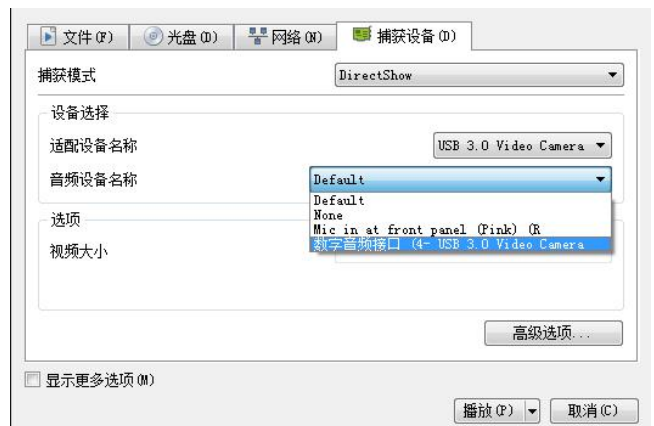 文件(F) 光盘(D) 网络(N) 捕获设备(D)
捕获模式 DirectShow
设备选择
适配设备名称 USB 3.0 Video Camera
音频设备名称 Default
Default
None
Mic in at front panel (Pink) (R
数字音频接口 (4- USB 3.0 Video Camera
选项
视频大小
高级选项...
显示更多选项(M)
播放(P) 取消(C)